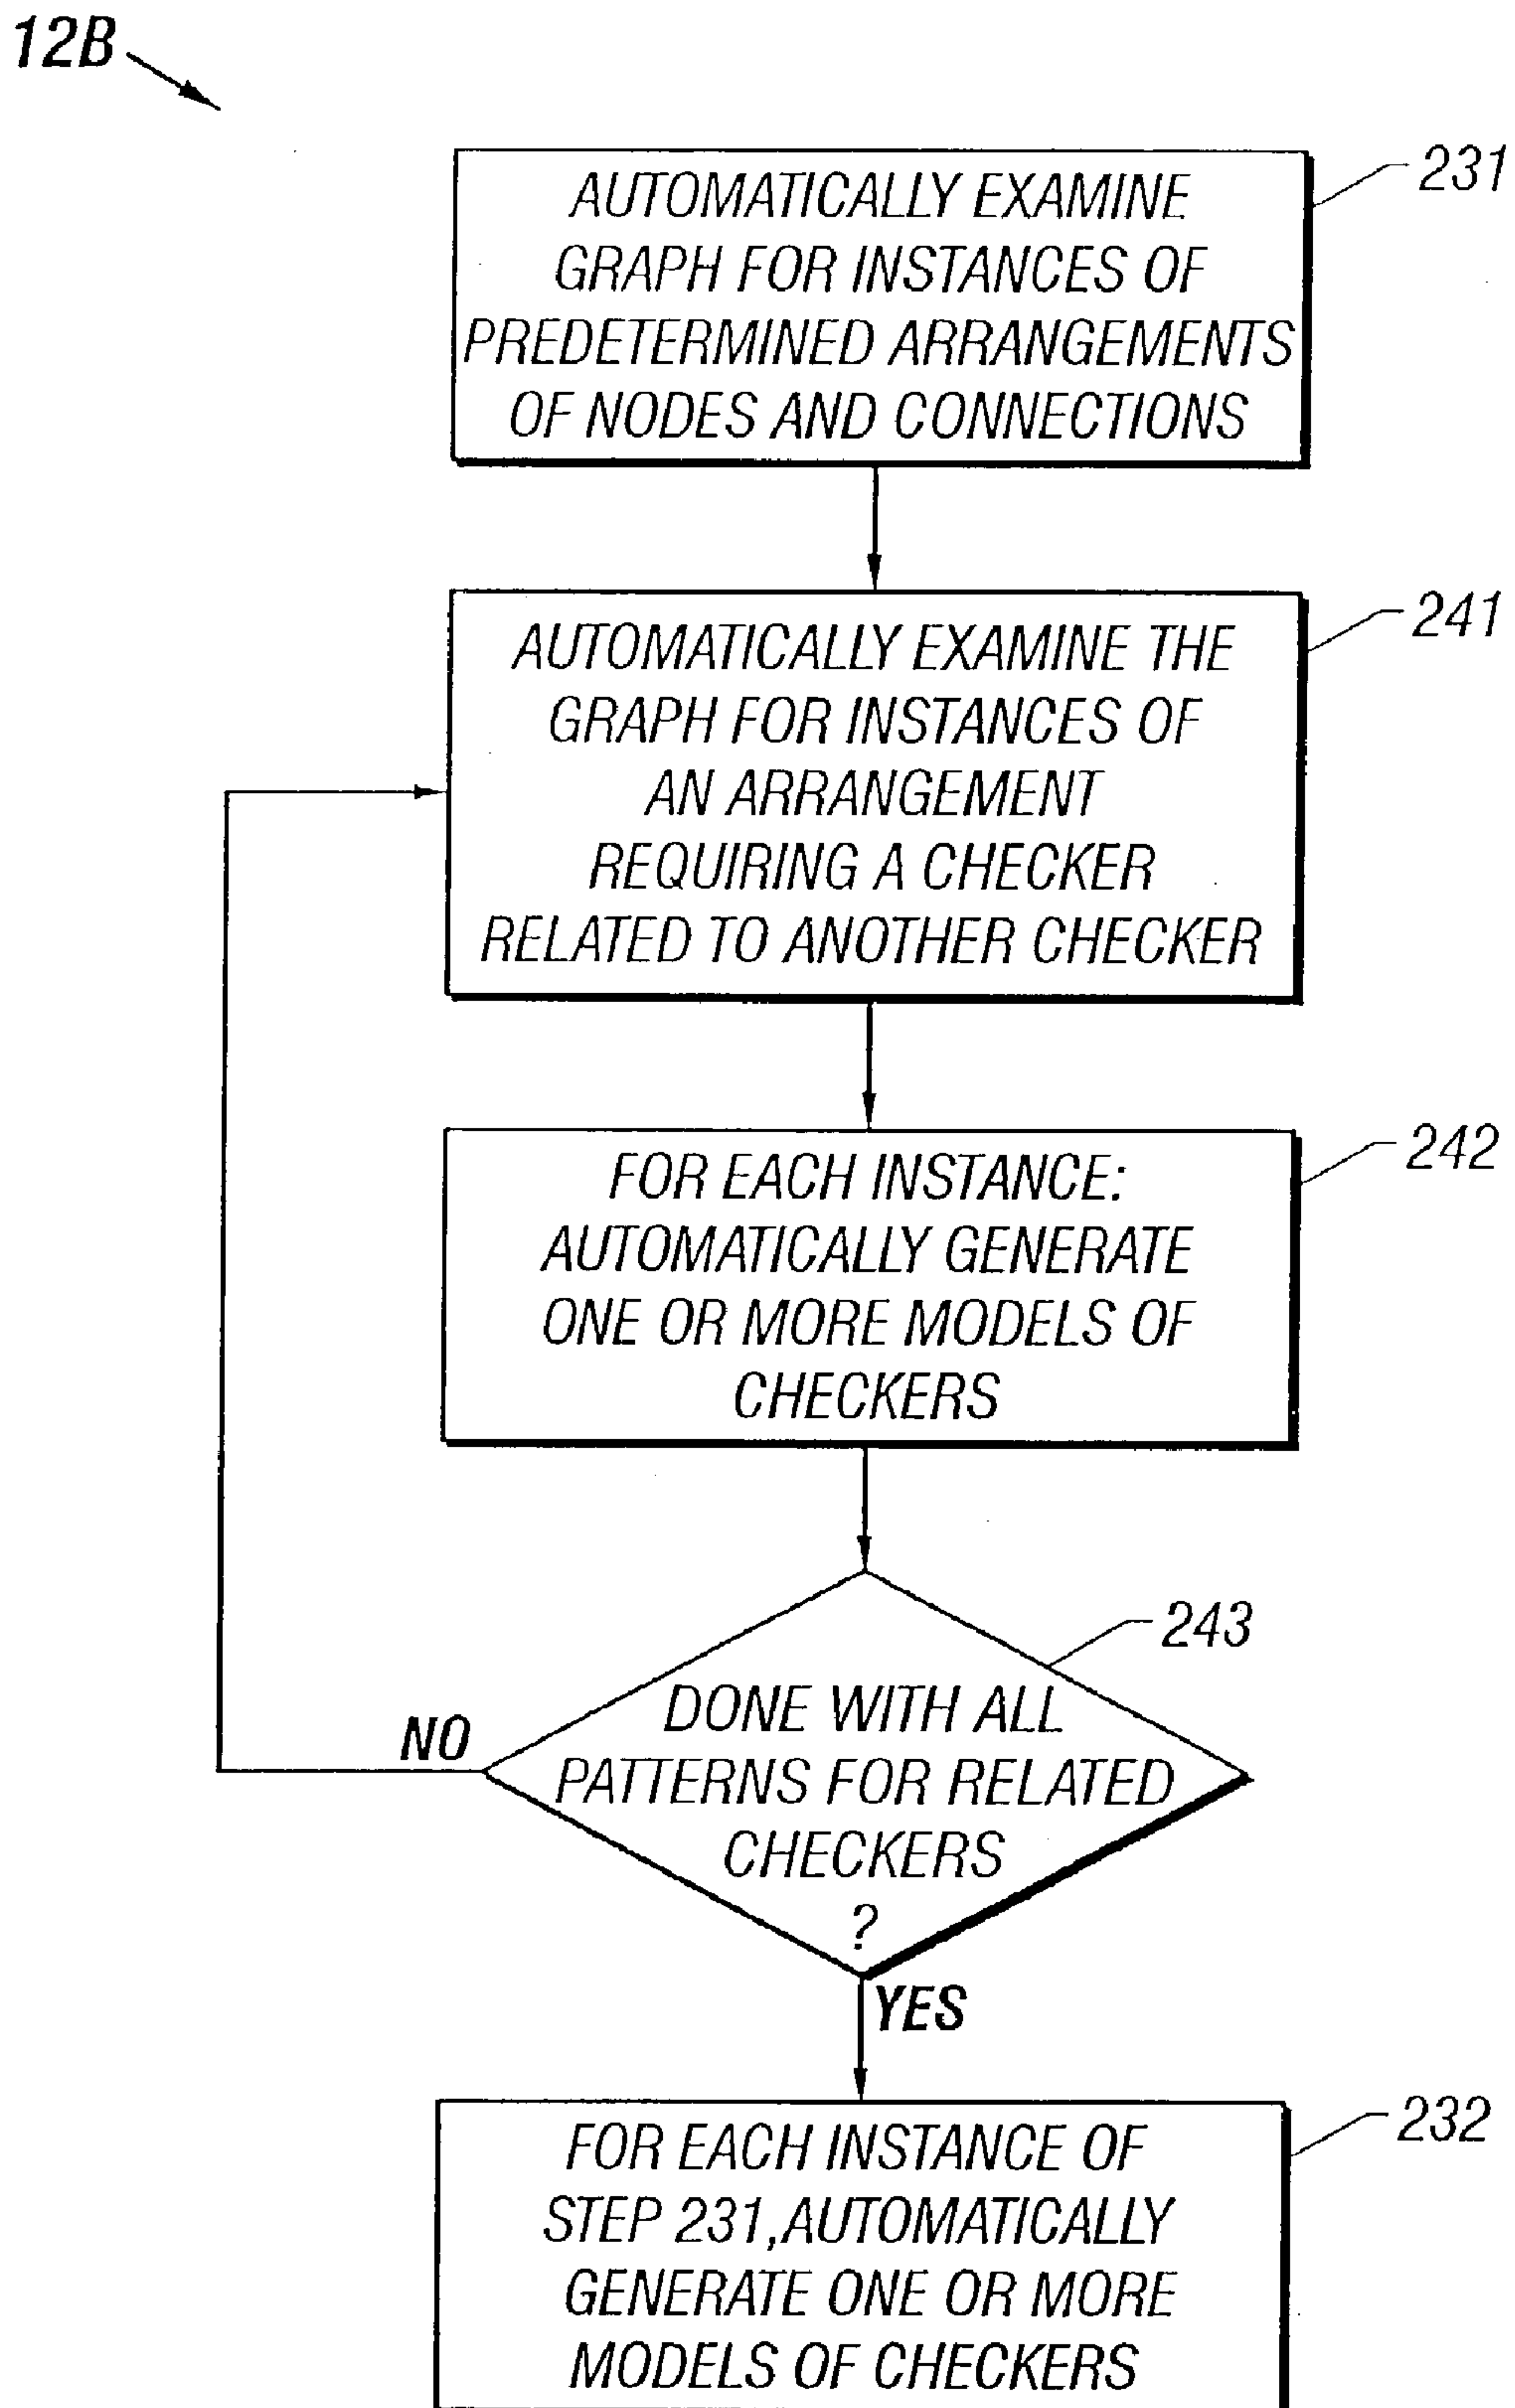 12B
231
AUTOMATICALLY EXAMINE
GRAPH FOR INSTANCES OF
PREDETERMINED ARRANGEMENTS
OF NODES AND CONNECTIONS
241
AUTOMATICALLY EXAMINE THE
GRAPH FOR INSTANCES OF
AN ARRANGEMENT
REQUIRING A CHECKER
RELATED TO ANOTHER CHECKER
242
FOR EACH INSTANCE:
AUTOMATICALLY GENERATE
ONE OR MORE MODELS OF
CHECKERS
243
DONE WITH ALL
PATTERNS FOR RELATED
CHECKERS
?
NO
YES
232
FOR EACH INSTANCE OF
STEP 231,AUTOMATICALLY
GENERATE ONE OR MORE
MODELS OF CHECKERS